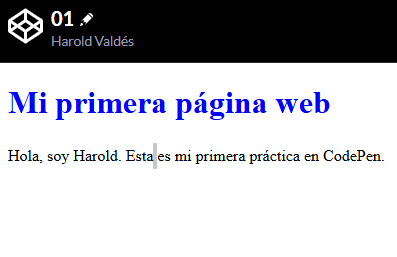 01
Harold Valdés
Mi primera página web
Hola, soy Harold. Esta es mi primera práctica en CodePen.